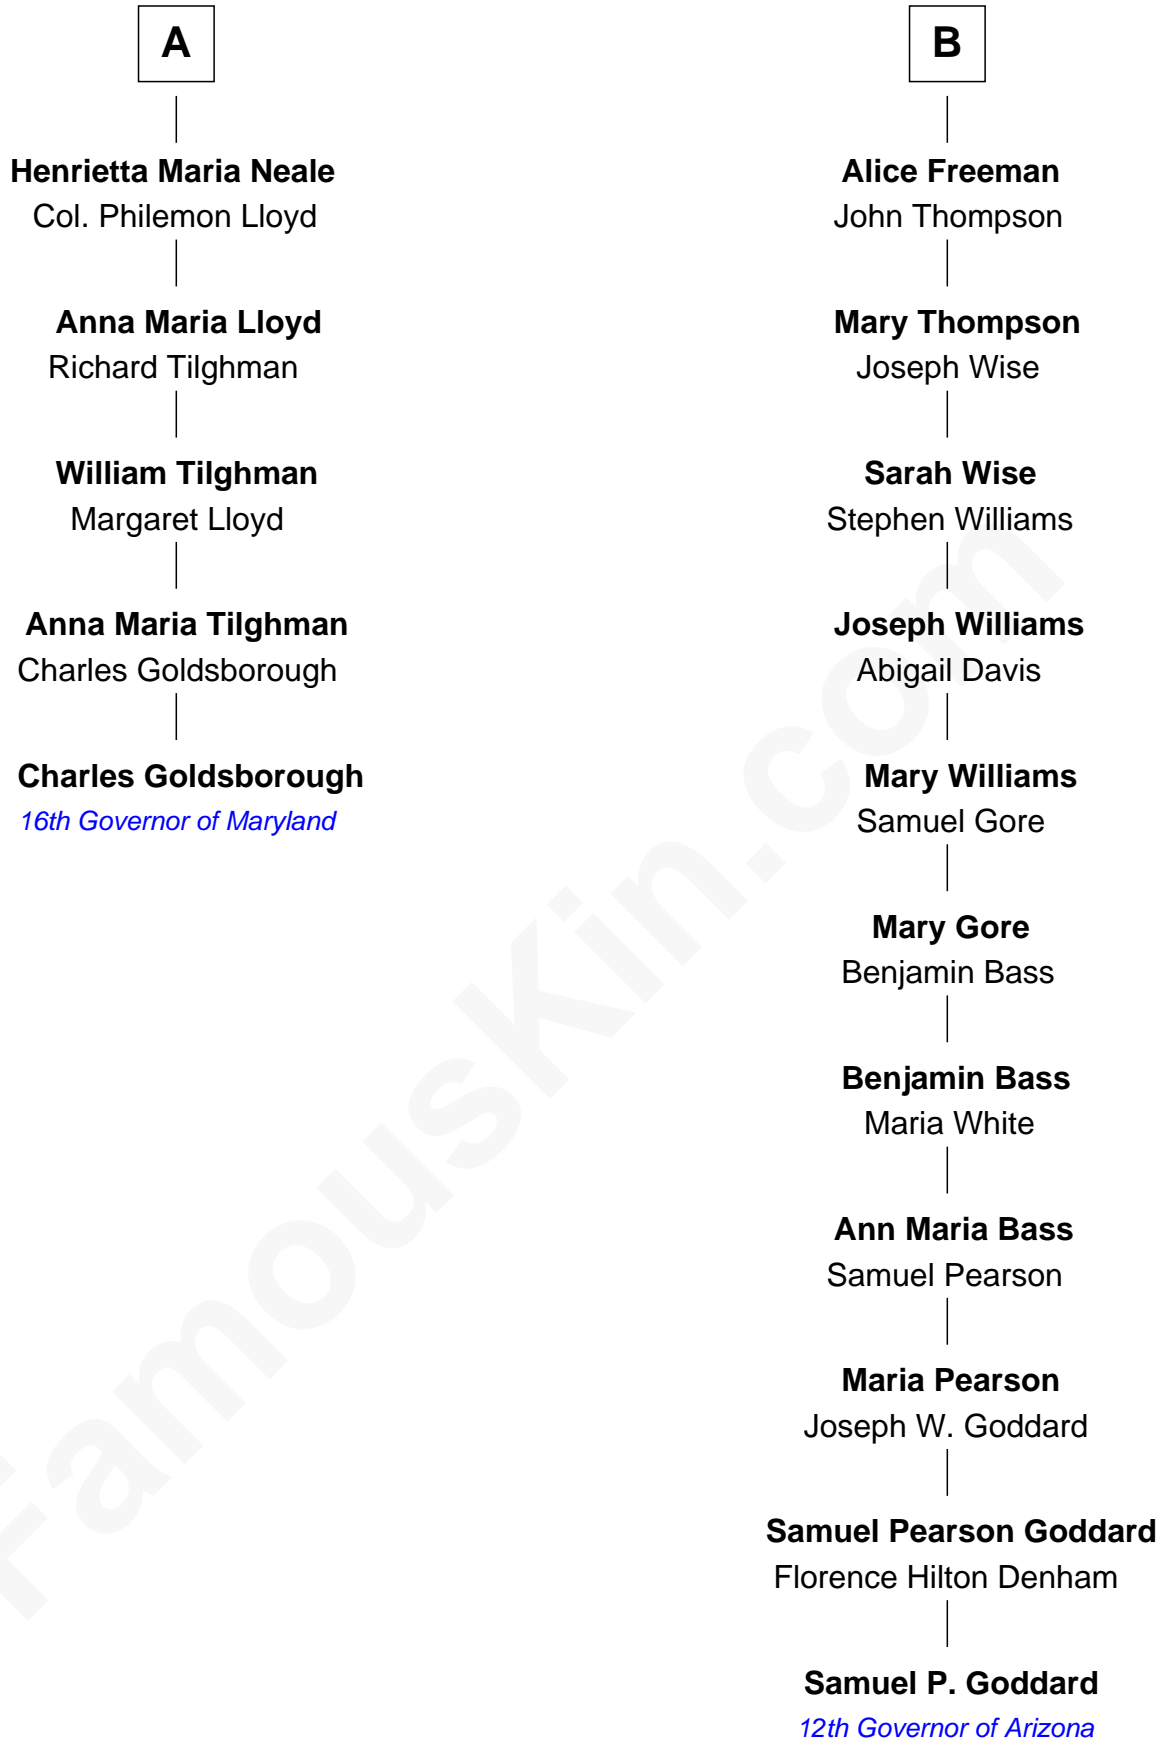 A
Henrietta Maria Neale
Col. Philemon Lloyd
Anna Maria Lloyd
Richard Tilghman
William Tilghman
Margaret Lloyd
Anna Maria Tilghman
Charles Goldsborough
Charles Goldsborough
16th Governor of Maryland
B
Alice Freeman
John Thompson
Mary Thompson
Joseph Wise
Sarah Wise
Stephen Williams
Joseph Williams
Abigail Davis
Mary Williams
Samuel Gore
Mary Gore
Benjamin Bass
Benjamin Bass
Maria White
Ann Maria Bass
Samuel Pearson
Maria Pearson
Joseph W. Goddard
Samuel Pearson Goddard
Florence Hilton Denham
Samuel P. Goddard
12th Governor of Arizona
FamousKin.com